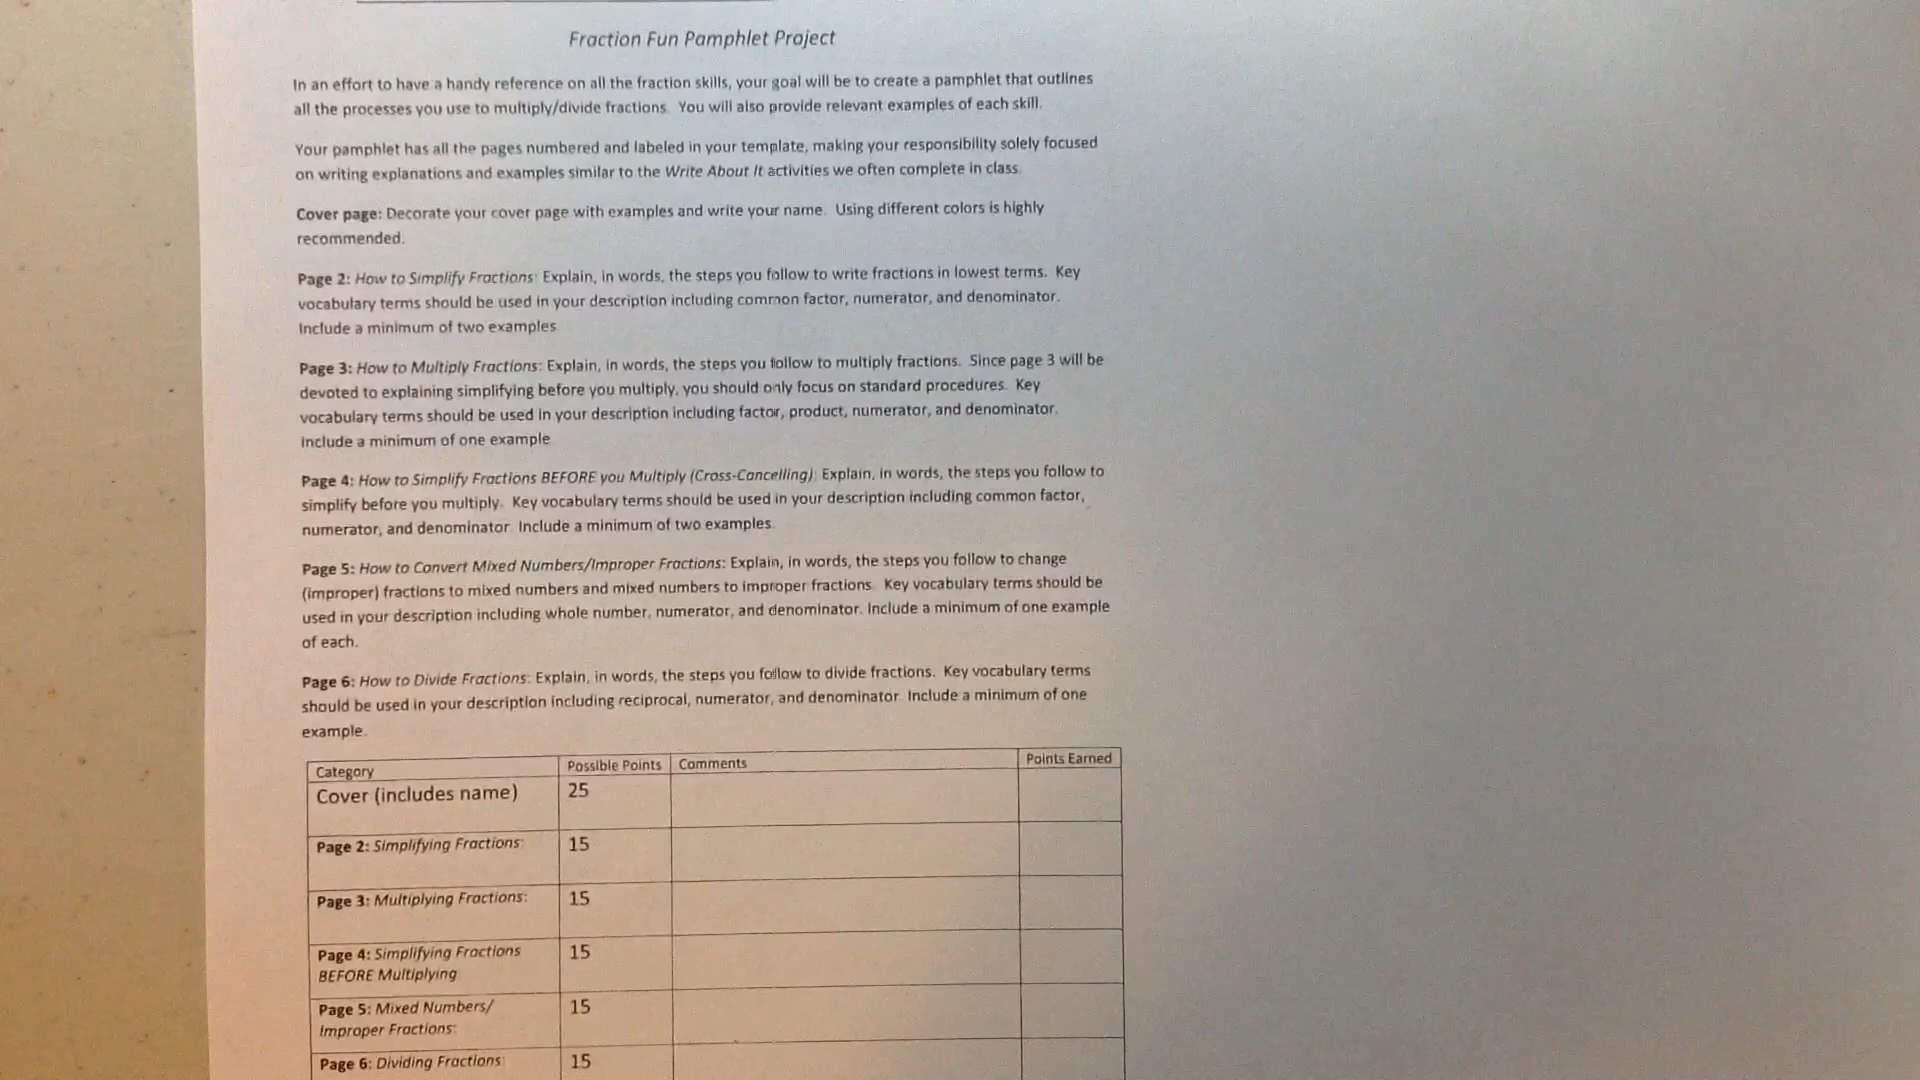 Fraction Fun Pamphlet Project
In an effort to have a handy reference on all the fraction skills, your goal will be to create a pamphlet that outlines
all the processes you use to multiply/divide fractions. You will also provide relevant examples of each skill.
Your pamphlet has all the pages numbered and labeled in your template, making your responsibility solely focused
on writing explanations and examples similar to the Write About It activities we often complete in class.
Cover page: Decorate your cover page with examples and write your name. Using different colors is highly
recommended.
Page 2: How to Simplify Fractions: Explain, in words, the steps you follow to write fractions in lowest terms. Key
vocabulary terms should be used in your description including common factor, numerator, and denominator.
Include a minimum of two examples
Page 3: How to Multiply Fractions: Explain, in words, the steps you follow to multiply fractions. Since page 3 will be
devoted to explaining simplifying before you multiply, you should only focus on standard procedures. Key
vocabulary terms should be used in your description including factor, product, numerator, and denominator.
Include a minimum of one example
Page 4: How to Simplify Fractions BEFORE you Multiply (Cross-Cancelling): Explain, in words, the steps you follow to
simplify before you multiply. Key vocabulary terms should be used in your description including common factor,
numerator, and denominator. Include a minimum of two examples.
Page 5: How to Convert Mixed Numbers/Improper Fractions: Explain, in words, the steps you follow to change
(improper) fractions to mixed numbers and mixed numbers to improper fractions. Key vocabulary terms should be
used in your description including whole number, numerator, and denominator. Include a minimum of one example
of each.
Page 6: How to Divide Fractions: Explain, in words, the steps you follow to divide fractions. Key vocabulary terms
should be used in your description including reciprocal, numerator, and denominator. Include a minimum of one
example.
Category Possible Points Comments Points Earned
Cover (includes name) 25
Page 2: Simplifying Fractions: 15
Page 3: Multiplying Fractions: 15
Page 4: Simplifying Fractions 15
BEFORE Multiplying
Page 5: Mixed Numbers/ 15
Improper Fractions:
Page 6: Dividing Fractions 15